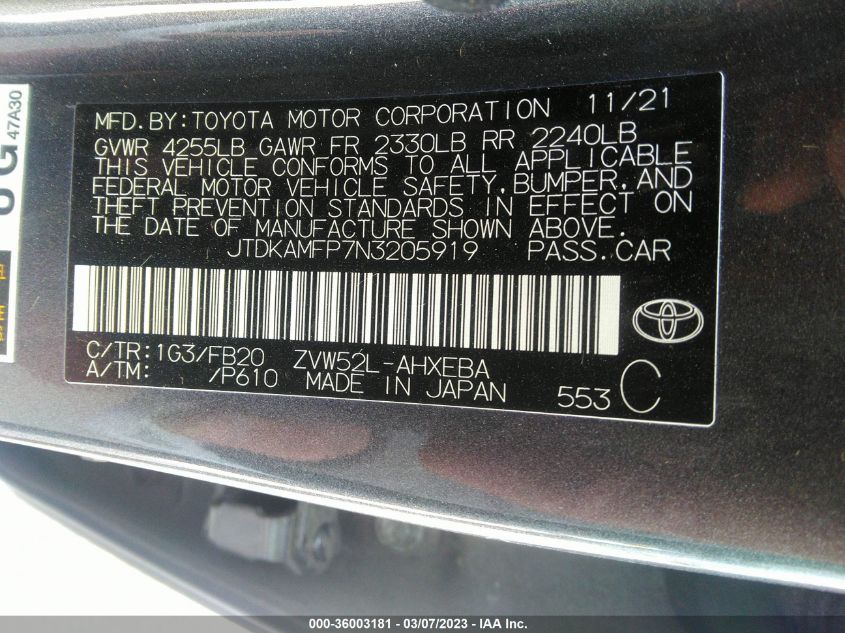 MFD.BY:TOYOTA MOTOR CORPORATION 11/21
GVWR 4255LB GAWR FR 2330LB RR 2240LB
THIS VEHICLE CONFORMS TO ALL APPLICABLE
FEDERAL MOTOR VEHICLE SAFETY,BUMPER,AND
THEFT PREVENTION STANDARDS IN EFFECT ON
THE DATE OF MANUFACTURE SHOWN ABOVE.
JTDKAMFP7N3205919 PASS.CAR
C/TR:1G3/FB20 ZVW52L-AHXEBA
A/TM: /P610 MADE IN JAPAN 553 C
47A30
000-36003181 - 03/07/2023 - IAA Inc.